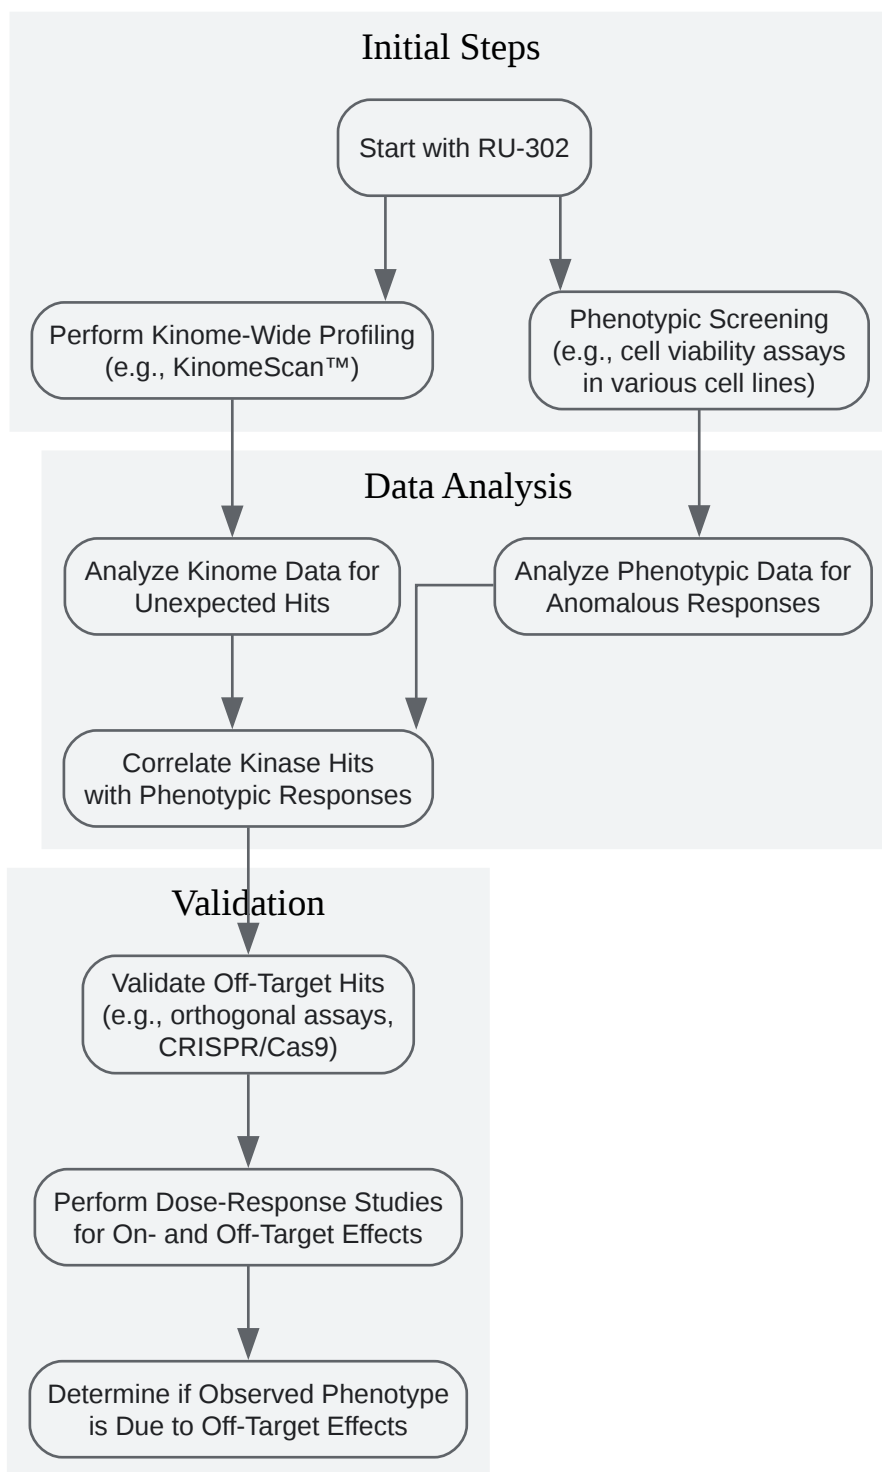 Initial Steps
Start with RU-302
Perform Kinome-Wide Profiling
(e.g., KinomeScan™)
Phenotypic Screening
(e.g., cell viability assays
in various cell lines)
Data Analysis
Analyze Kinome Data for
Unexpected Hits
Analyze Phenotypic Data for
Anomalous Responses
Correlate Kinase Hits
with Phenotypic Responses
Validation
Validate Off-Target Hits
(e.g., orthogonal assays,
CRISPR/Cas9)
Perform Dose-Response Studies
for On- and Off-Target Effects
Determine if Observed Phenotype
is Due to Off-Target Effects